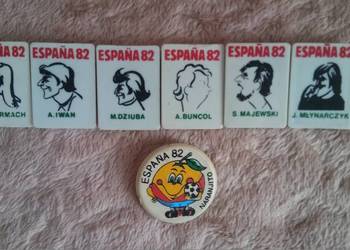 ESPAÑA 82
RMACH
ESPAÑA 82
A. IWAN
ESPAÑA 82
M. DZIUBA
ESPAÑA 82
A. BUNCOL
ESPAÑA 82
S. MAJEWSKI
ESPAÑA 82
J. MŁYNARCZYK
ESPAÑA 82
NARANJITO